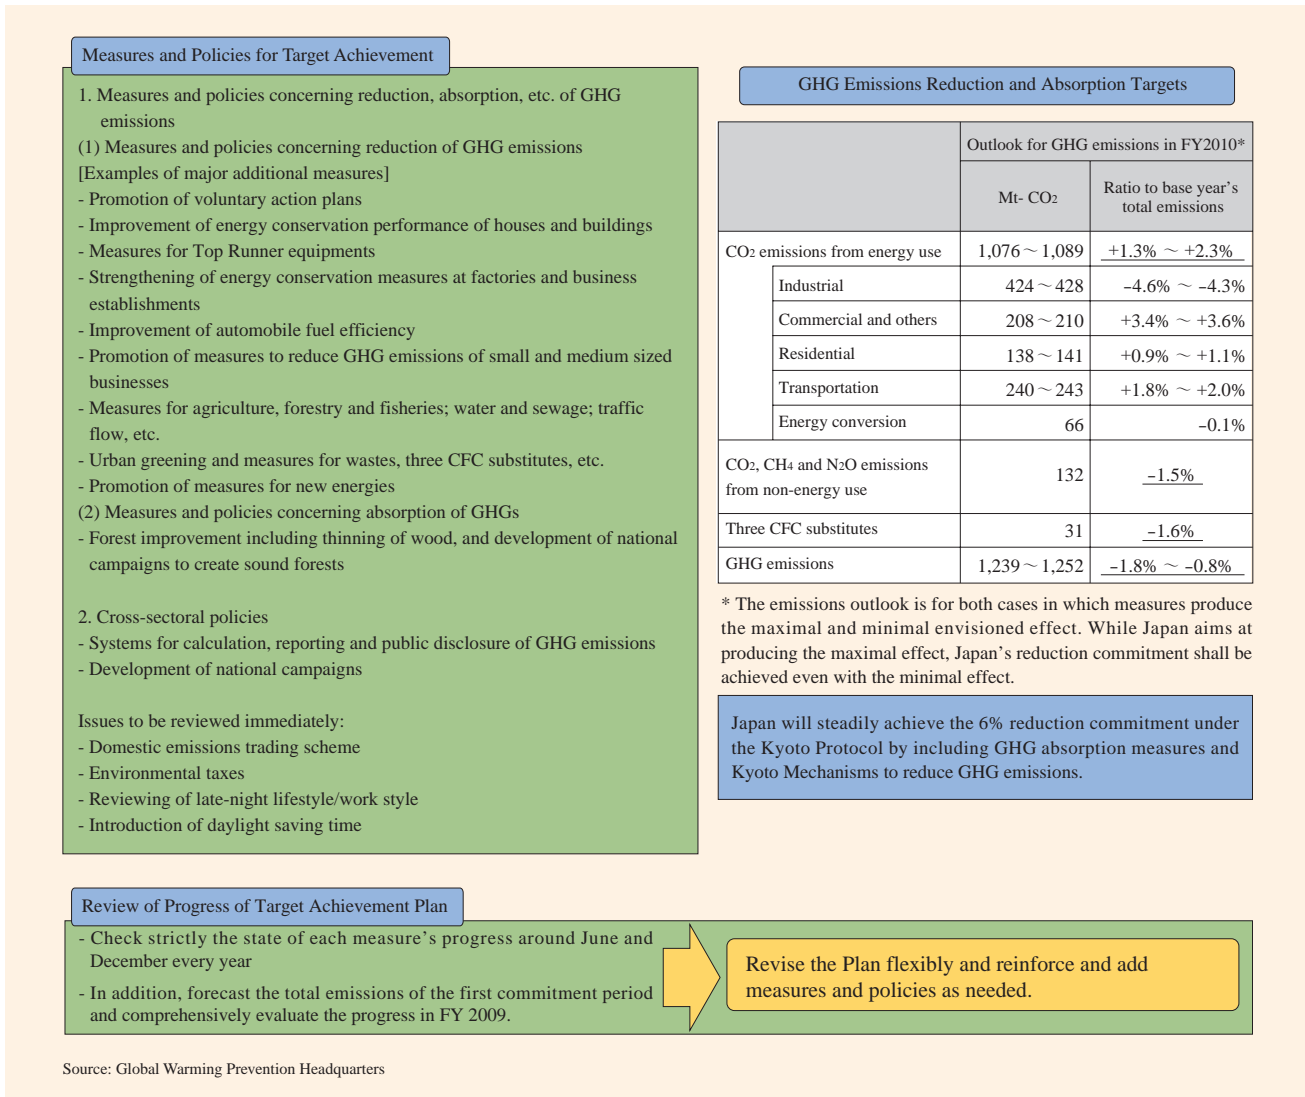 Measures and Policies for Target Achievement
1. Measures and policies concerning reduction, absorption, etc. of GHG
emissions
(1) Measures and policies concerning reduction of GHG emissions
[Examples of major additional measures]
- Promotion of voluntary action plans
- Improvement of energy conservation performance of houses and buildings
- Measures for Top Runner equipments
- Strengthening of energy conservation measures at factories and business
establishments
- Improvement of automobile fuel efficiency
- Promotion of measures to reduce GHG emissions of small and medium sized
businesses
- Measures for agriculture, forestry and fisheries; water and sewage; traffic
flow, etc.
- Urban greening and measures for wastes, three CFC substitutes, etc.
- Promotion of measures for new energies
(2) Measures and policies concerning absorption of GHGs
- Forest improvement including thinning of wood, and development of national
campaigns to create sound forests
2. Cross-sectoral policies
- Systems for calculation, reporting and public disclosure of GHG emissions
- Development of national campaigns
Issues to be reviewed immediately:
- Domestic emissions trading scheme
- Environmental taxes
- Reviewing of late-night lifestyle/work style
- Introduction of daylight saving time
GHG Emissions Reduction and Absorption Targets
Outlook for GHG emissions in FY2010*
Mt- CO2
Ratio to base year's
total emissions
CO2 emissions from energy use 1,076～1,089 +1.3% ～ +2.3%
Industrial 424～428 –4.6% ～ –4.3%
Commercial and others 208～210 +3.4% ～ +3.6%
Residential 138～141 +0.9% ～ +1.1%
Transportation 240～243 +1.8% ～ +2.0%
Energy conversion 66 –0.1%
CO2, CH4 and N2O emissions
from non-energy use 132 –1.5%
Three CFC substitutes 31 –1.6%
GHG emissions 1,239～1,252 –1.8% ～ –0.8%
* The emissions outlook is for both cases in which measures produce
the maximal and minimal envisioned effect. While Japan aims at
producing the maximal effect, Japan's reduction commitment shall be
achieved even with the minimal effect.
Japan will steadily achieve the 6% reduction commitment under
the Kyoto Protocol by including GHG absorption measures and
Kyoto Mechanisms to reduce GHG emissions.
Review of Progress of Target Achievement Plan
- Check strictly the state of each measure's progress around June and
December every year
- In addition, forecast the total emissions of the first commitment period
and comprehensively evaluate the progress in FY 2009.
Revise the Plan flexibly and reinforce and add
measures and policies as needed.
Source: Global Warming Prevention Headquarters